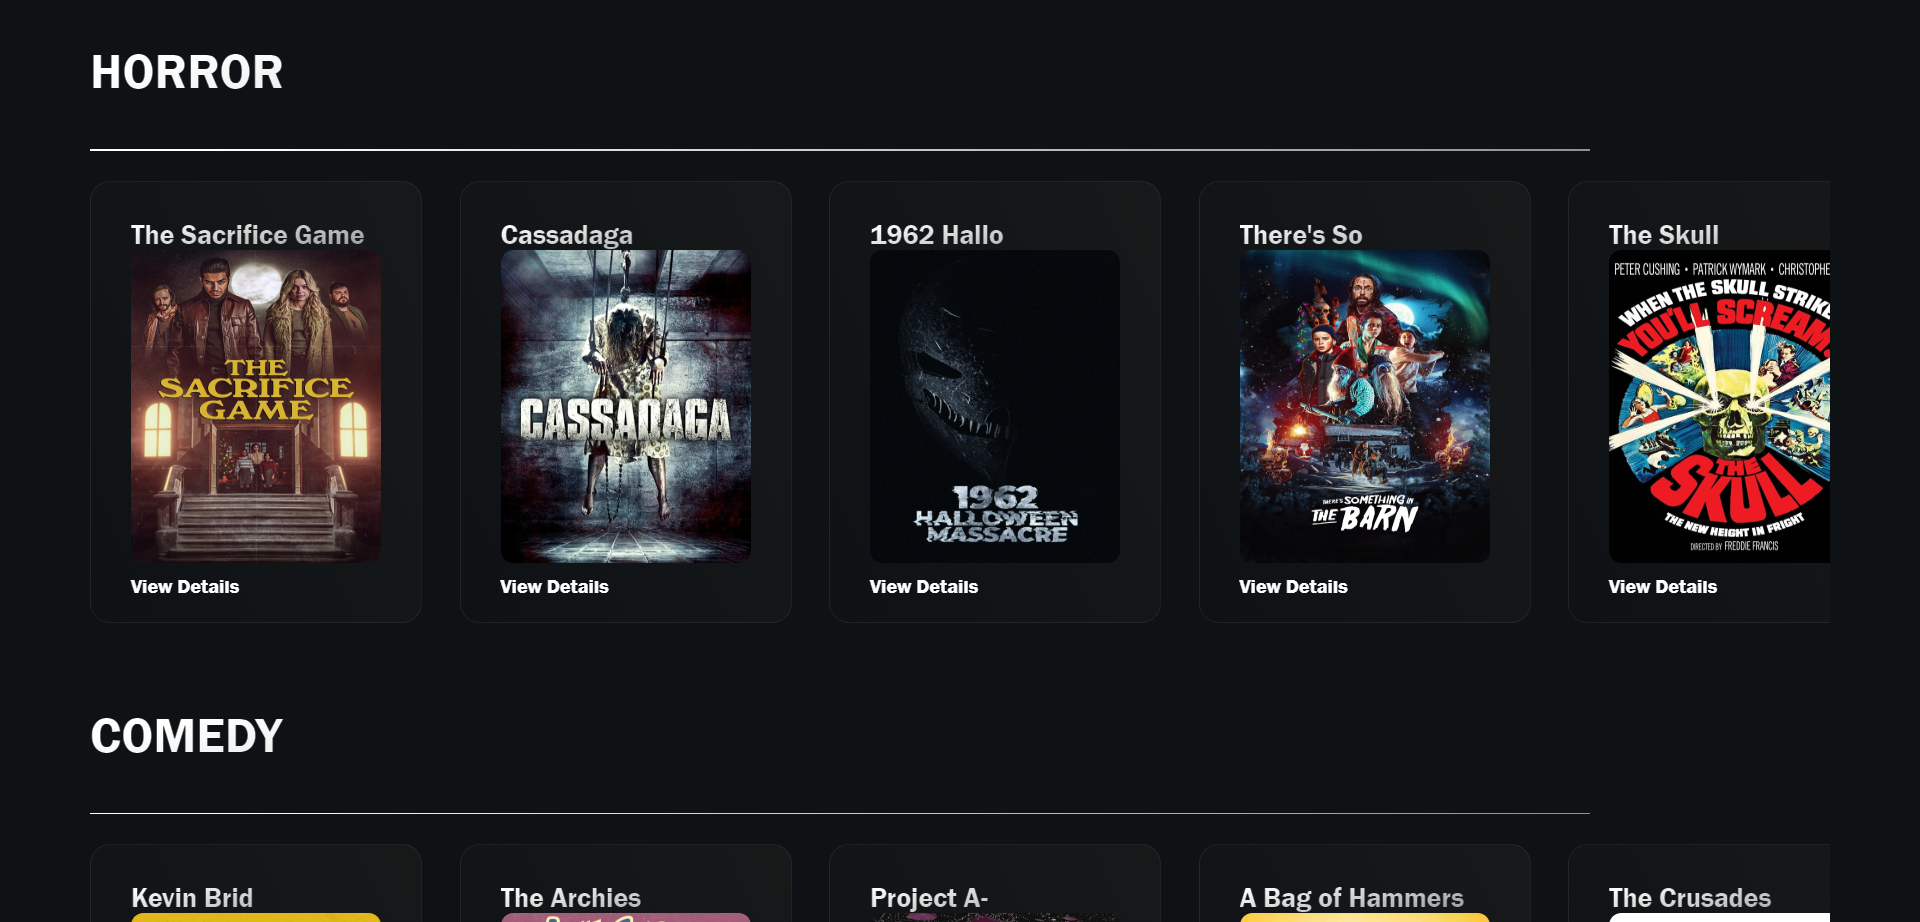 HORROR
The Sacrifice Game
Cassadaga
1962 Hallo
There's So
The Skull
THE
SACRIFICE
GAME
CASSADAGA
1962
HALLOWEEN
MASSACRE
THERE'S SOMETHING IN
THE BARN
PETER CUSHING • PATRICK WYMARK • CHRISTOPHE
WHEN THE SKULL STRIKE
YOU'LL SCREAM!
THE
SKULL
THE NEW HEIGHT IN FRIGHT
DIRECTED BY FREDDIE FRANCIS
View Details
View Details
View Details
View Details
View Details
COMEDY
Kevin Brid
The Archies
Project A-
A Bag of Hammers
The Crusades